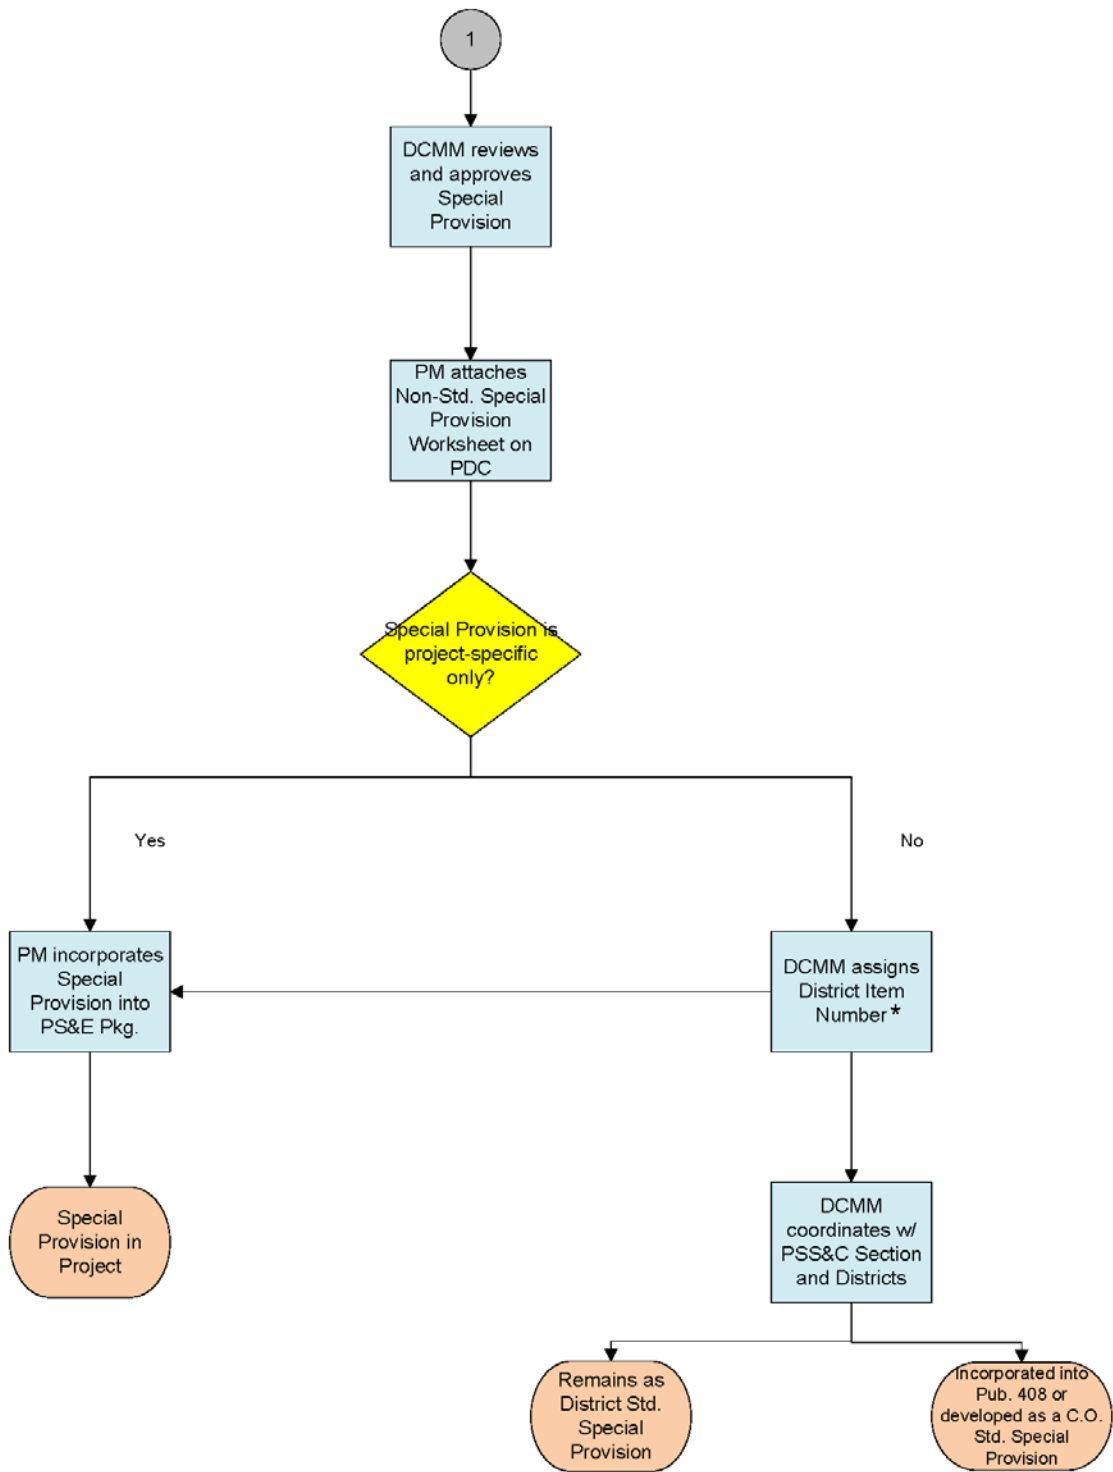 1
DCMM reviews
and approves
Special
Provision
PM attaches
Non-Std. Special
Provision
Worksheet on
PDC
Special Provision is
project-specific
only?
Yes
No
PM incorporates
Special
Provision into
PS&E Pkg.
DCMM assigns
District Item
Number*
Special
Provision in
Project
DCMM
coordinates w/
PSS&C Section
and Districts
Remains as
District Std.
Special
Provision
Incorporated into
Pub. 408 or
developed as a C.O.
Std. Special
Provision